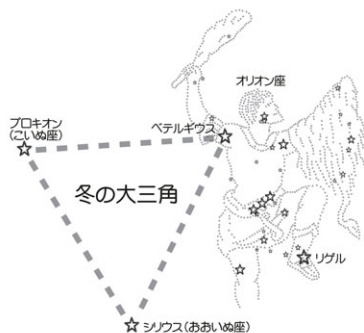 オリオン座
プロキオン
(こいぬ座)
ベテルギウス
冬の大三角
リゲル
シリウス(おおいぬ座)